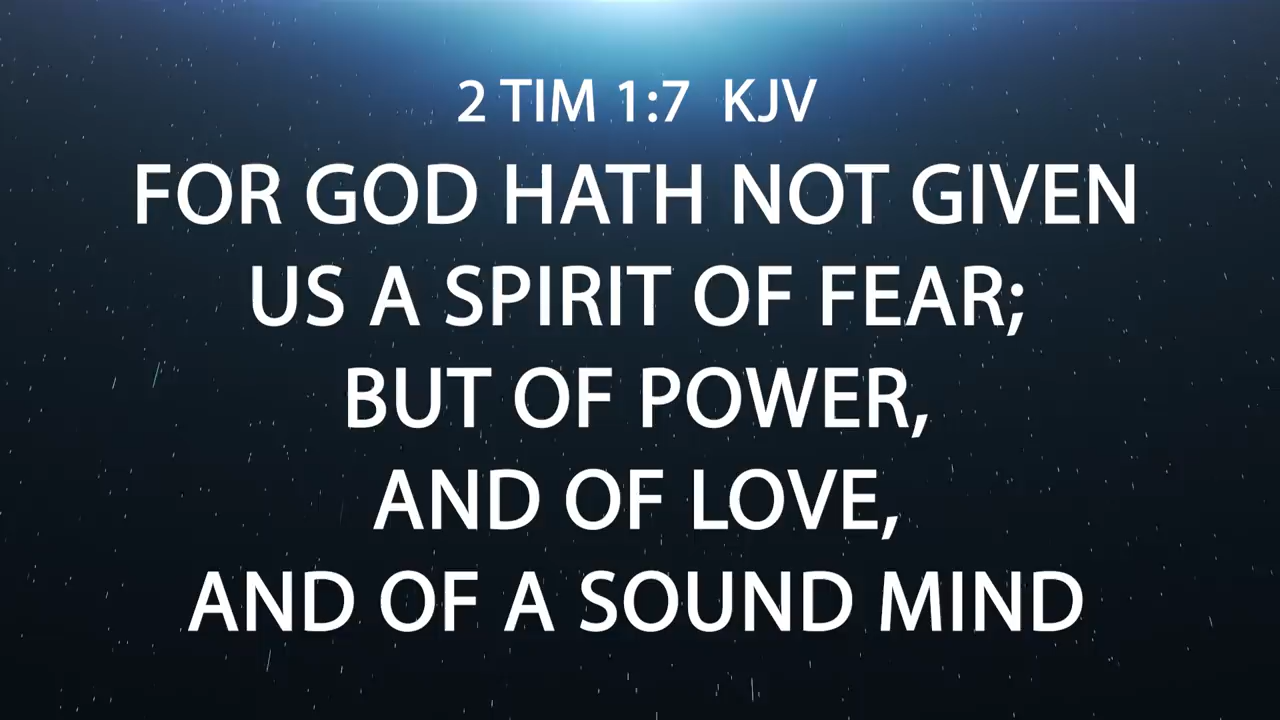 2 TIM 1:7 KJV
FOR GOD HATH NOT GIVEN
US A SPIRIT OF FEAR;
BUT OF POWER,
AND OF LOVE,
AND OF A SOUND MIND